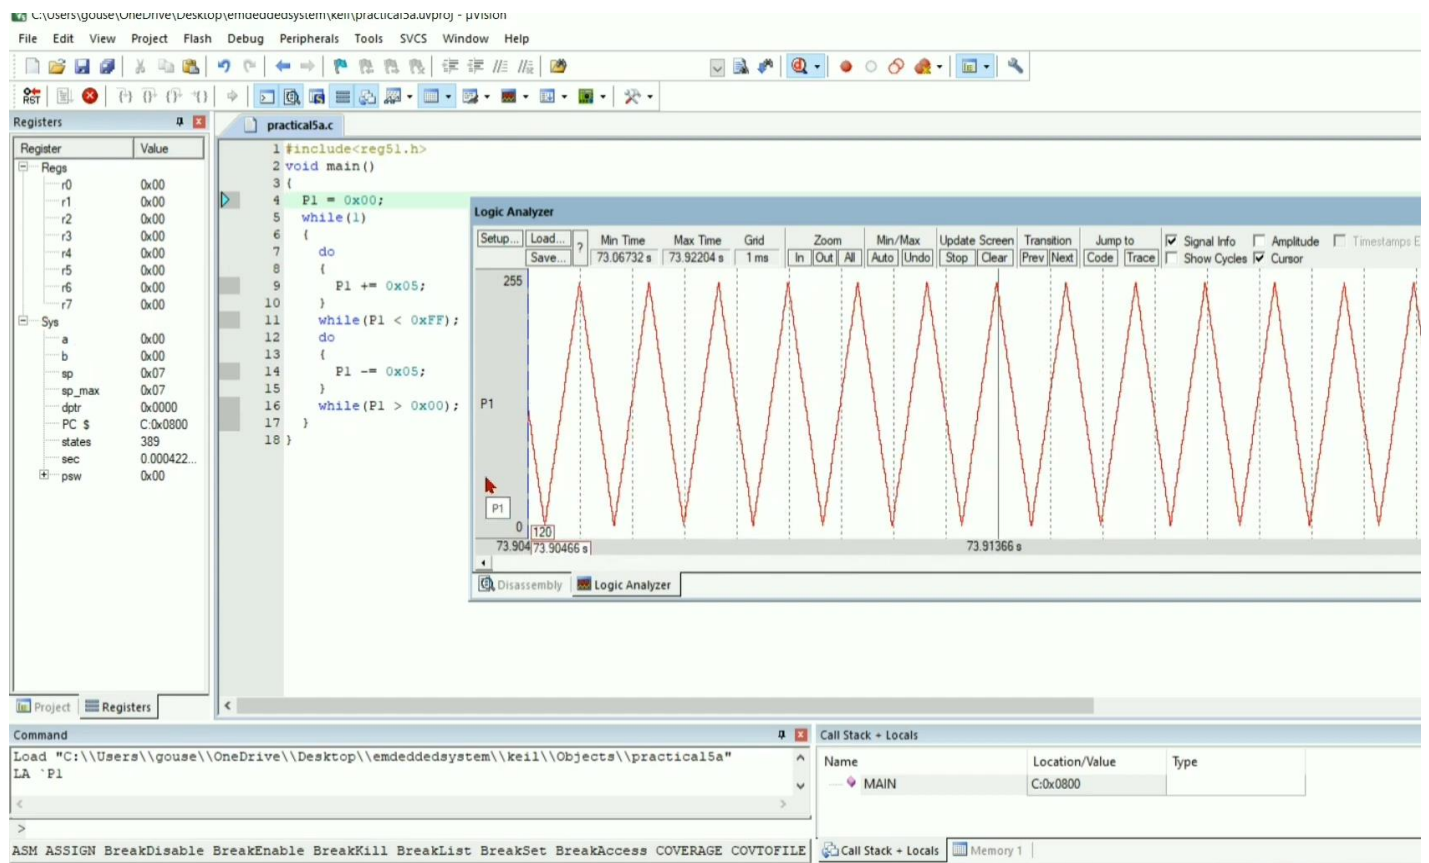 C:\Users\gouse\OneDrive\Desktop\emdeddedsystem\keil\practical5a.uvproj - µVision
File Edit View Project Flash Debug Peripherals Tools SVCS Window Help
RST
Registers
Register Value
Regs
r0 0x00
r1 0x00
r2 0x00
r3 0x00
r4 0x00
r5 0x00
r6 0x00
r7 0x00
Sys
a 0x00
b 0x00
sp 0x07
sp_max 0x07
dptr 0x0000
PC $ C:0x0800
states 389
sec 0.000422...
psw 0x00
Project Registers
practical5a.c
1 #include<reg51.h>
2 void main()
3 {
4 P1 = 0x00;
5 while(1)
6 {
7 do
8 {
9 P1 += 0x05;
10 }
11 while(P1 < 0xFF);
12 do
13 {
14 P1 -= 0x05;
15 }
16 while(P1 > 0x00);
17 }
18 }
Logic Analyzer
Setup... Load... ? Min Time Max Time Grid Zoom Min/Max Update Screen Transition Jump to Signal Info Amplitude Timestamps E
Save... 73.06732 s 73.92204 s 1 ms In Out All Auto Undo Stop Clear Prev Next Code Trace Show Cycles Cursor
255
P1
P1
0 120
73.904 73.90466 s 73.91366 s
Disassembly Logic Analyzer
Command
Load "C:\\Users\\gouse\\OneDrive\\Desktop\\emdeddedsystem\\keil\\Objects\\practical5a"
LA `P1
>
ASM ASSIGN BreakDisable BreakEnable BreakKill BreakList BreakSet BreakAccess COVERAGE COVTOFILE
Call Stack + Locals
Name Location/Value Type
MAIN C:0x0800
Call Stack + Locals Memory 1